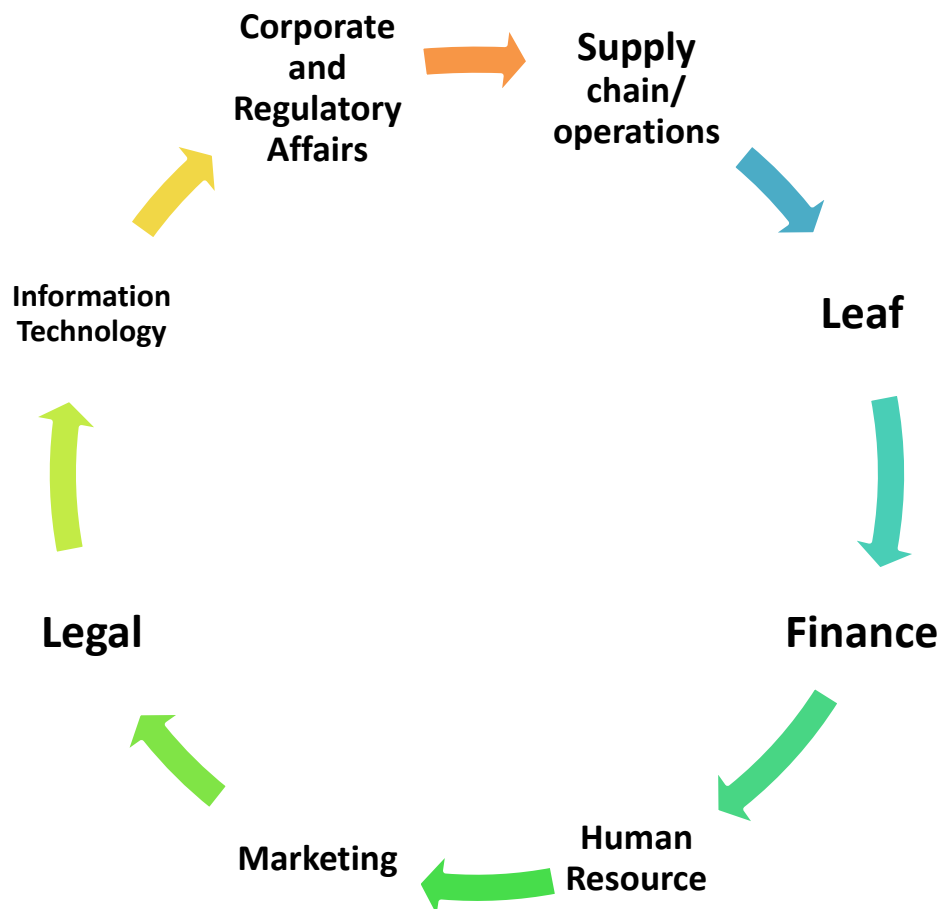 Corporate
and
Regulatory
Affairs
Supply
chain/
operations
Leaf
Finance
Human
Resource
Marketing
Legal
Information
Technology